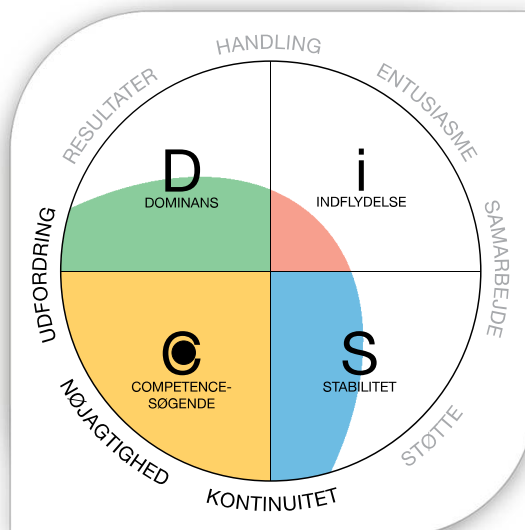 HANDLING
RESULTATER
ENTUSIASME
D
DOMINANS
i
INDFLYDELSE
SAMARBEJDE
UDFORDRING
C
COMPETENCE-
SØGENDE
S
STABILITET
NØJAGTIGHED
STØTTE
KONTINUITET